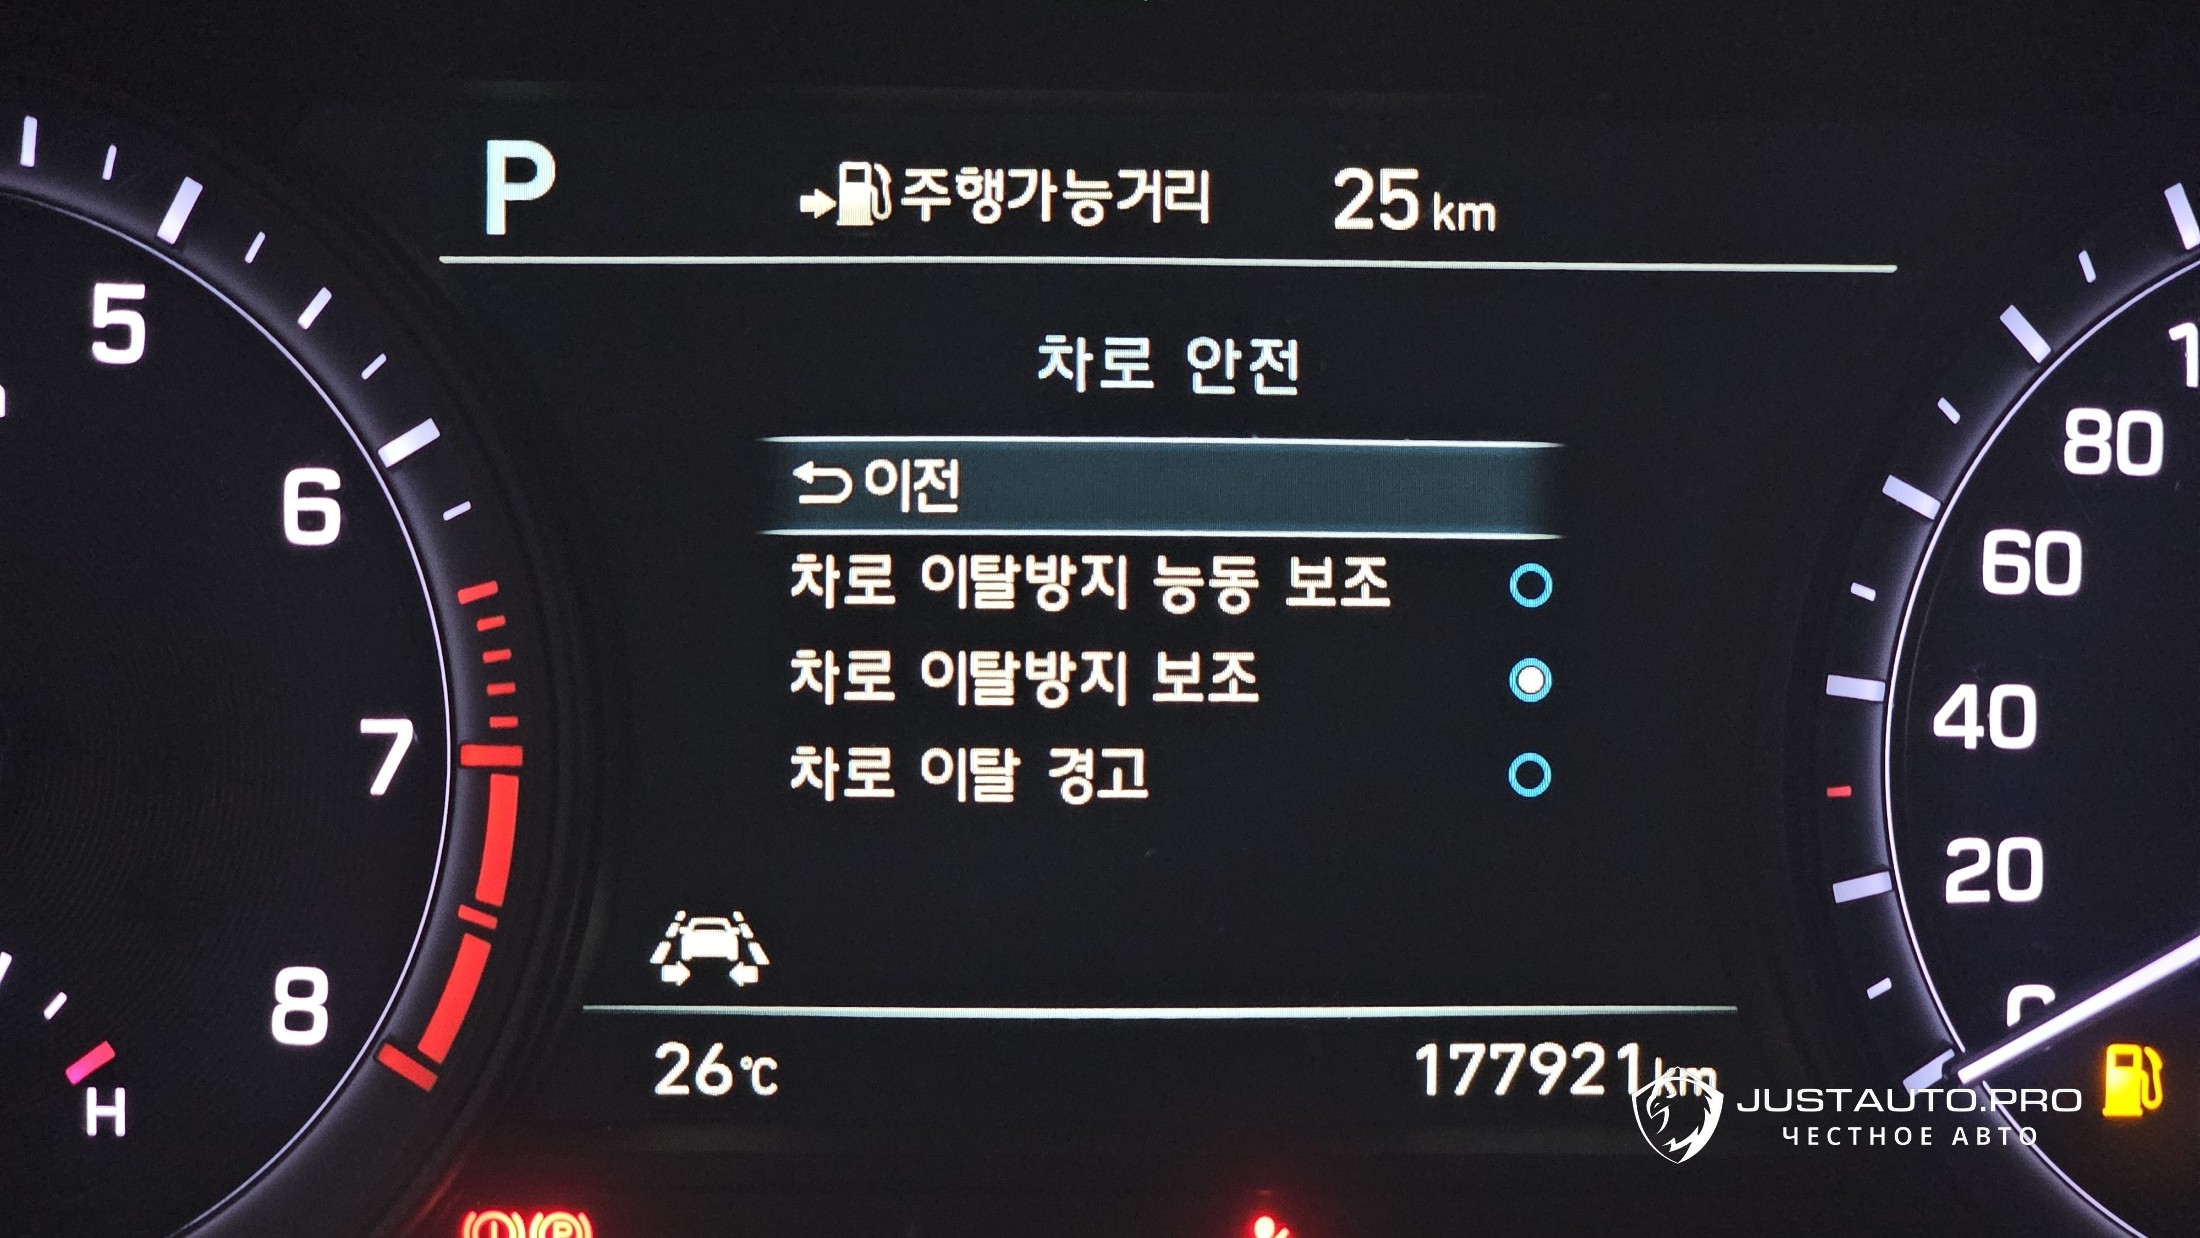 P
주행가능거리 25 km
차로 안전
이전
차로 이탈방지 능동 보조
차로 이탈방지 보조
차로 이탈 경고
26℃
177921 km
5
6
7
8
H
80
60
40
20
0
JUSTAUTO.PRO
ЧЕСТНОЕ АВТО